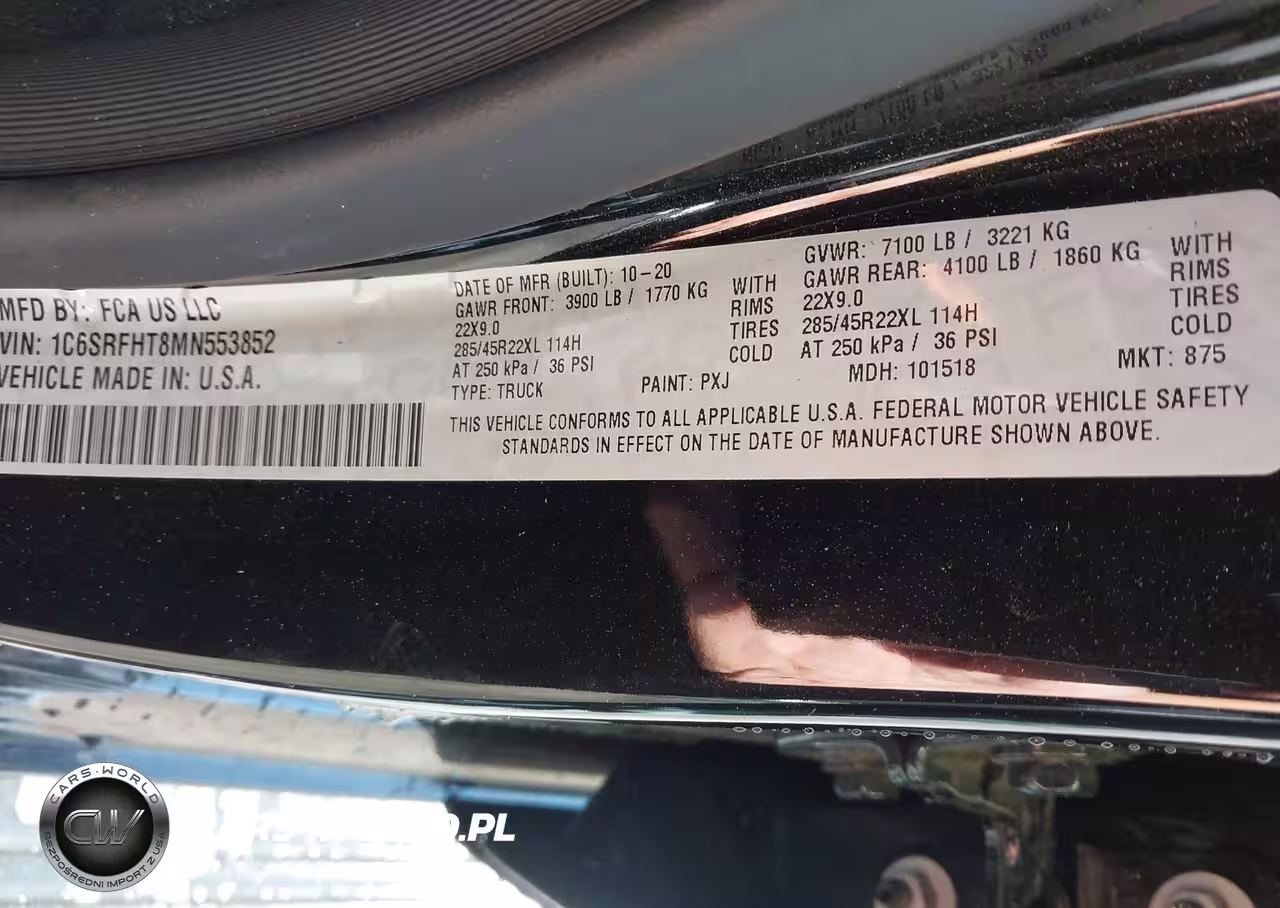 MFD BY: FCA US LLC
VIN: 1C6SRFHT8MN553852
VEHICLE MADE IN: U.S.A.
DATE OF MFR (BUILT): 10-20
GAWR FRONT: 3900 LB / 1770 KG WITH
22X9.0 RIMS
285/45R22XL 114H TIRES
AT 250 kPa / 36 PSI COLD
TYPE: TRUCK PAINT: PXJ
GVWR: 7100 LB / 3221 KG
GAWR REAR: 4100 LB / 1860 KG WITH
22X9.0 RIMS
285/45R22XL 114H TIRES
AT 250 kPa / 36 PSI COLD
MDH: 101518 MKT: 875
THIS VEHICLE CONFORMS TO ALL APPLICABLE U.S.A. FEDERAL MOTOR VEHICLE SAFETY
STANDARDS IN EFFECT ON THE DATE OF MANUFACTURE SHOWN ABOVE.
CARS-WORLD
CW
BEZPOŚREDNI IMPORT Z USA
.PL